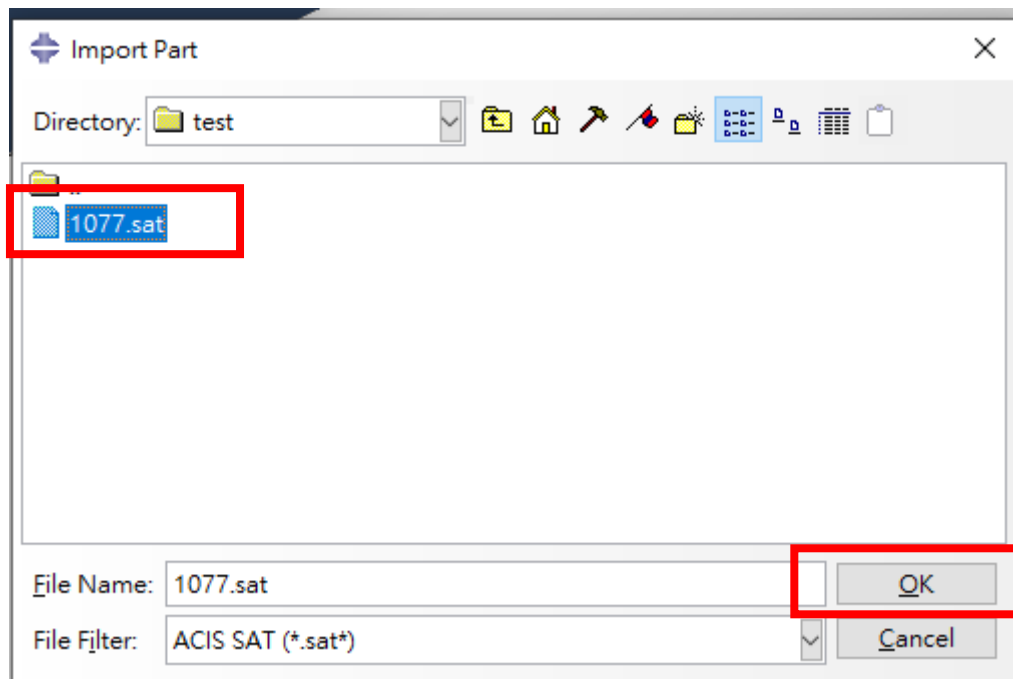 Import Part
Directory: test
..
1077.sat
File Name: 1077.sat
OK
File Filter: ACIS SAT (*.sat*)
Cancel